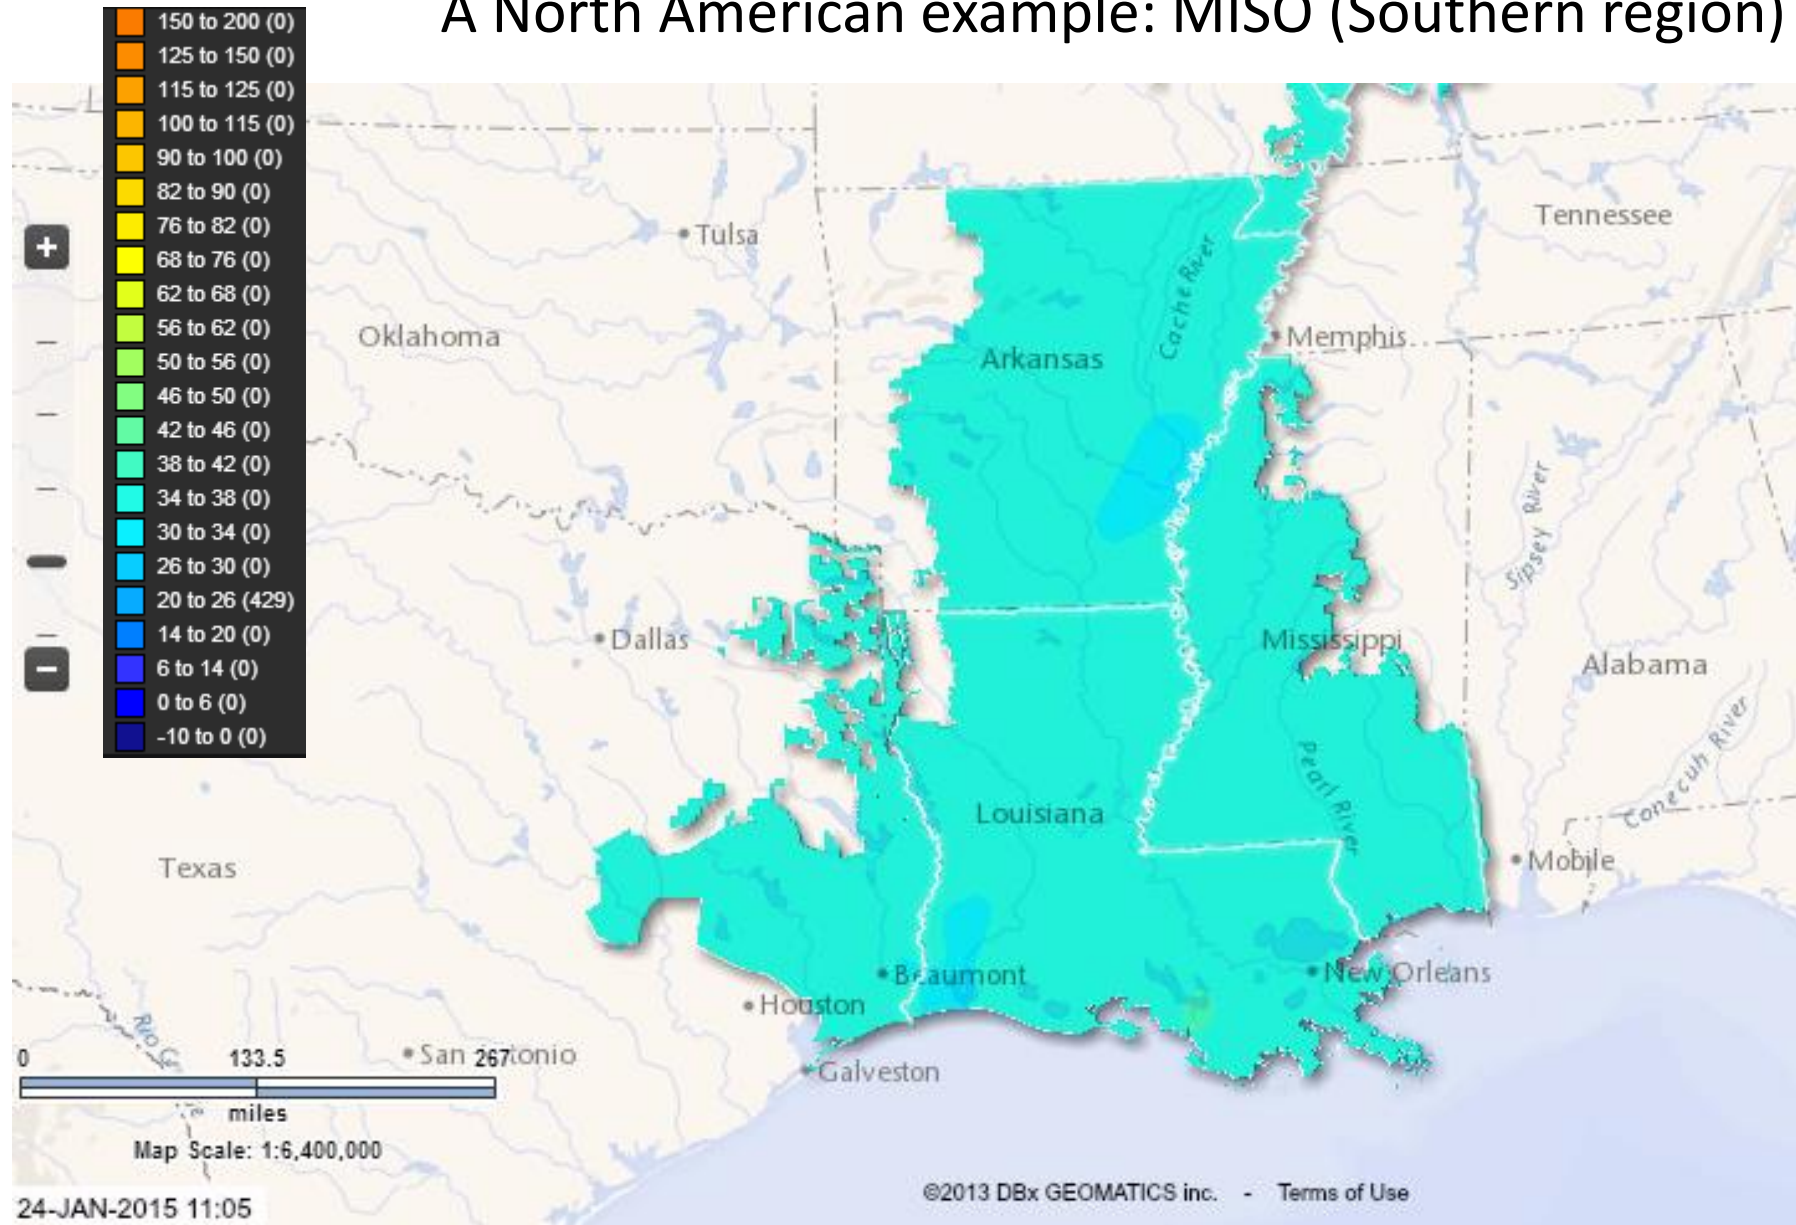 A North American example: MISO (Southern region)
150 to 200 (0)
125 to 150 (0)
115 to 125 (0)
100 to 115 (0)
90 to 100 (0)
82 to 90 (0)
76 to 82 (0)
68 to 76 (0)
62 to 68 (0)
56 to 62 (0)
50 to 56 (0)
46 to 50 (0)
42 to 46 (0)
38 to 42 (0)
34 to 38 (0)
30 to 34 (0)
26 to 30 (0)
20 to 26 (429)
14 to 20 (0)
6 to 14 (0)
0 to 6 (0)
-10 to 0 (0)
+
−
Tulsa
Tennessee
Cache River
Oklahoma
Memphis
Arkansas
Sipsey River
Dallas
Mississippi
Alabama
Conecuh River
Pearl River
Louisiana
Texas
Mobile
Beaumont
New Orleans
Houston
San Antonio
Galveston
Rio G
0 133.5 267
miles
Map Scale: 1:6,400,000
©2013 DBx GEOMATICS inc. - Terms of Use
24-JAN-2015 11:05